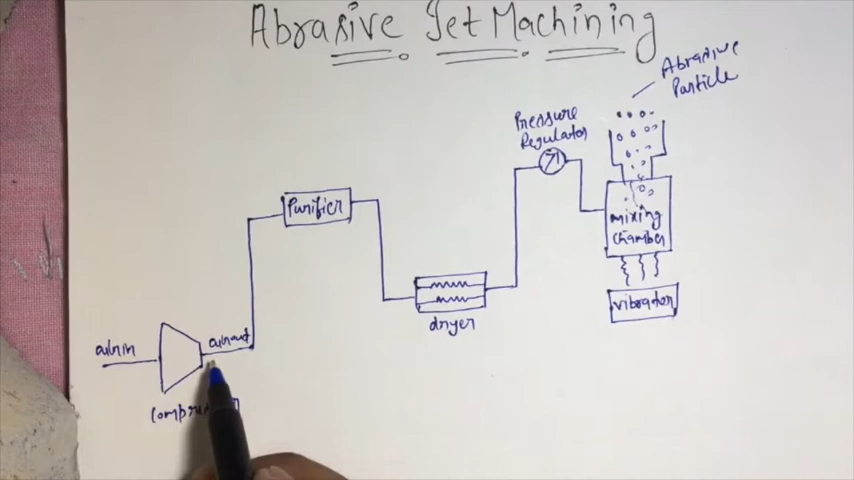 Abrasive Jet Machining
Abrasive
Particle
Pressure
Regulator
Purifier
mixing
chamber
vibrator
dryer
air in
air out